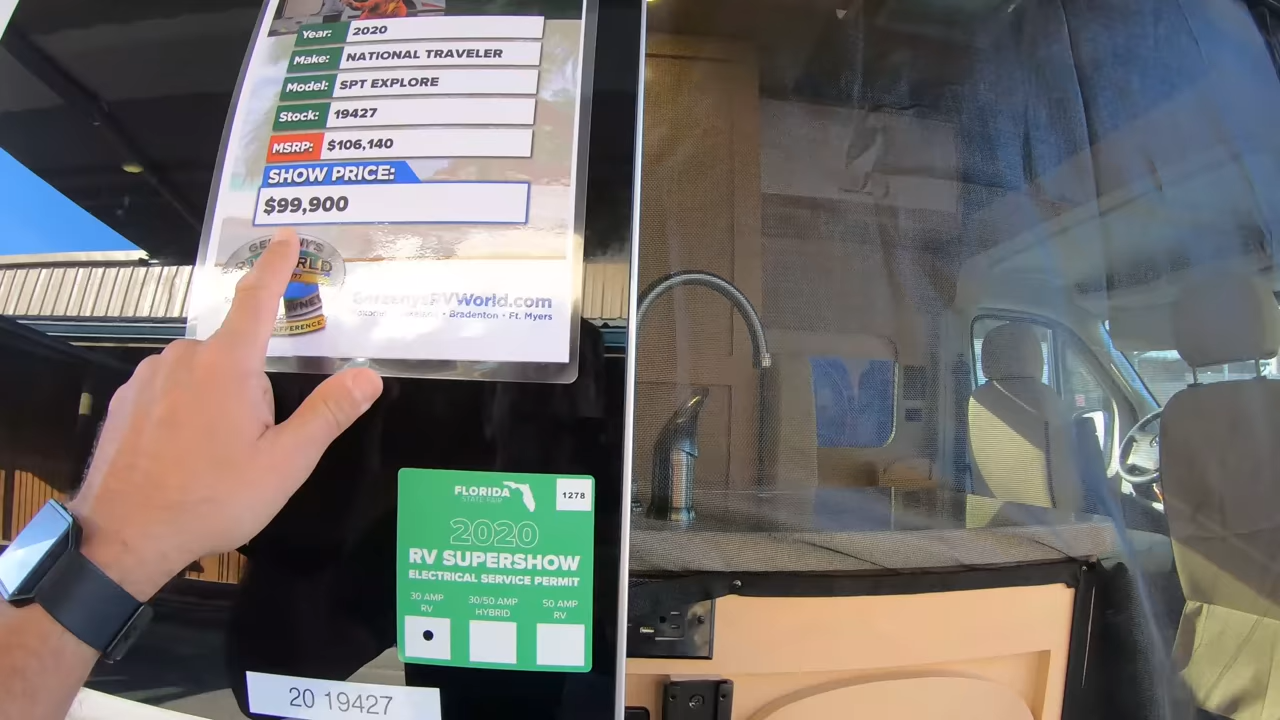 Year: 2020
Make: NATIONAL TRAVELER
Model: SPT EXPLORE
Stock: 19427
MSRP: $106,140
SHOW PRICE:
$99,900
RVWorld.com
• Bradenton • Ft. Myers
FLORIDA
STATE FAIR
1278
2020
RV SUPERSHOW
ELECTRICAL SERVICE PERMIT
30 AMP
RV
30/50 AMP
HYBRID
50 AMP
RV
20 19427